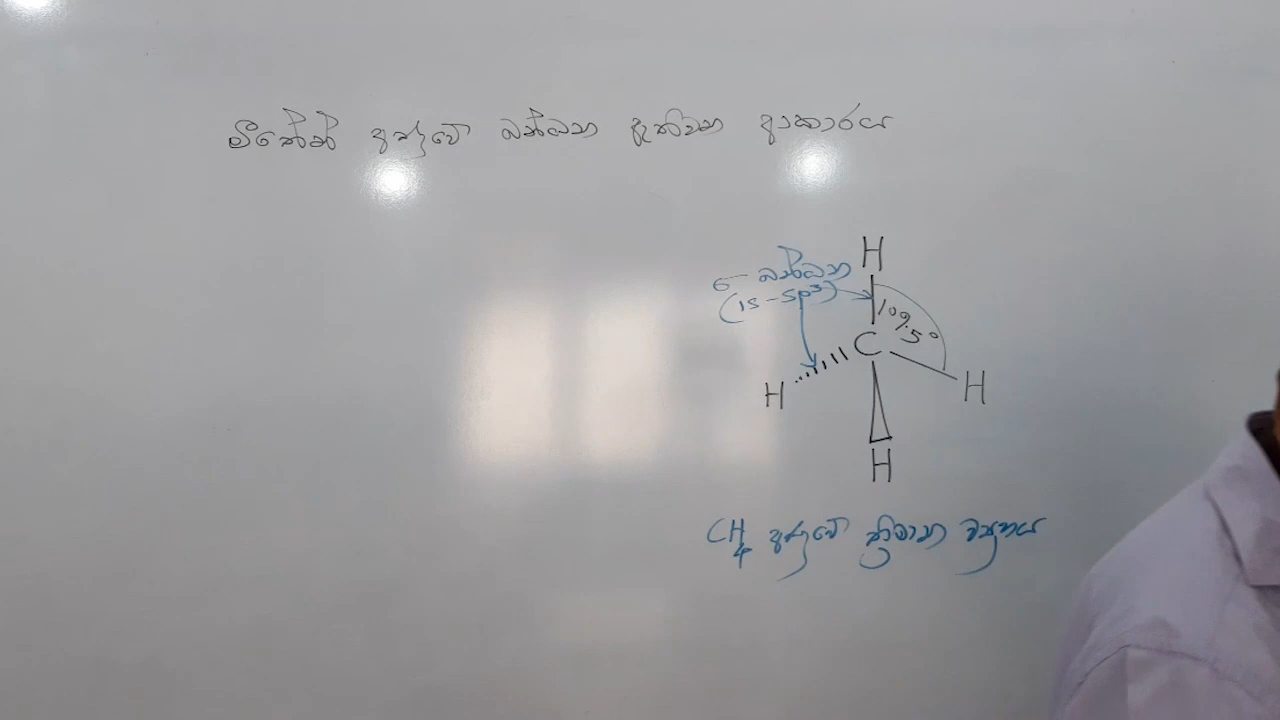 මීතේන් අණුවේ බන්ධන ඇතිවන ආකාරය
H
σ බන්ධන
(1s - sp³)
109.5°
C
H
H
H
CH₄ අණුවේ ත්‍රිමාන ව්‍යුහය